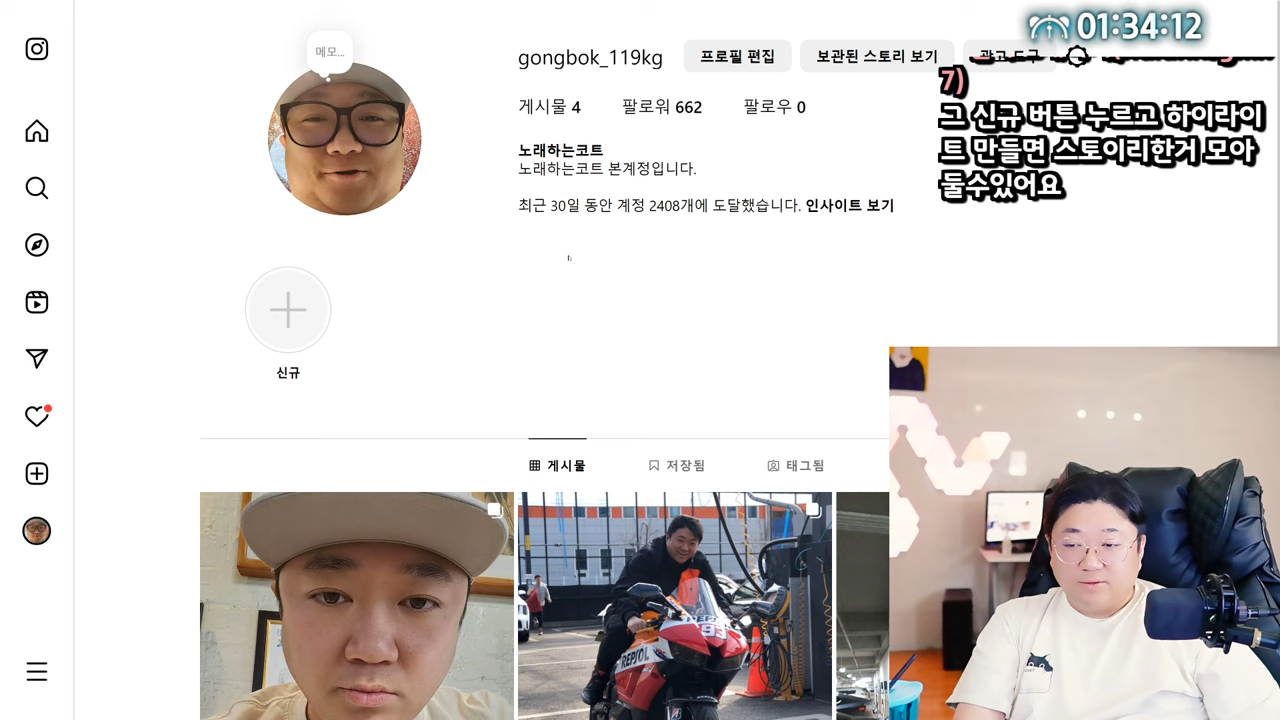 메모...
01:34:12
gongbok_119kg
프로필 편집
보관된 스토리 보기
광고 도구
7)
게시물 4
팔로워 662
팔로우 0
그 신규 버튼 누르고 하이라이
트 만들면 스토이리한거 모아
둘수있어요
노래하는코트
노래하는코트 본계정입니다.
최근 30일 동안 계정 2408개에 도달했습니다. 인사이트 보기
신규
게시물
저장됨
태그됨
REPSOL
93